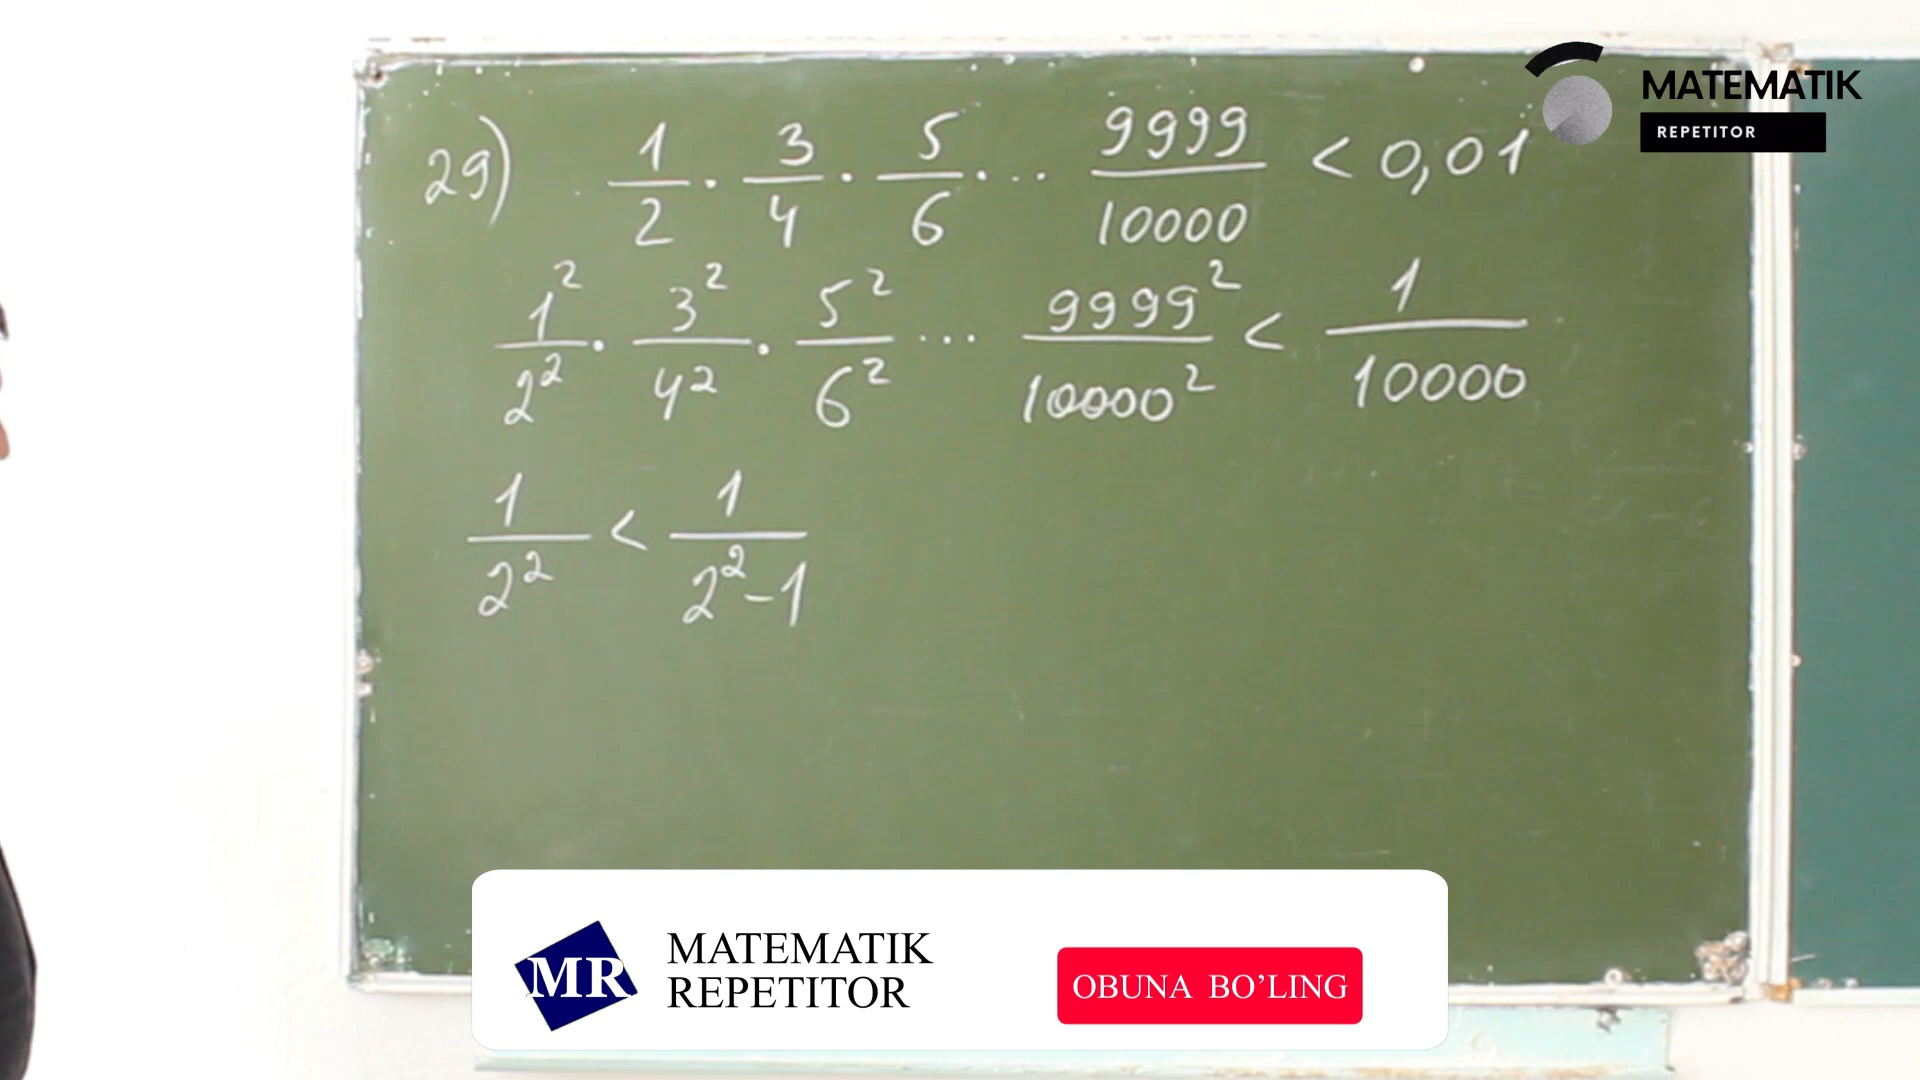 MATEMATIK
REPETITOR
29) 1/2 · 3/4 · 5/6 · ... 9999/10000 < 0,01
1²/2² · 3²/4² · 5²/6² ... 9999²/10000² < 1/10000
1/2² < 1/2²-1
MR
MATEMATIK
REPETITOR
OBUNA BO’LING